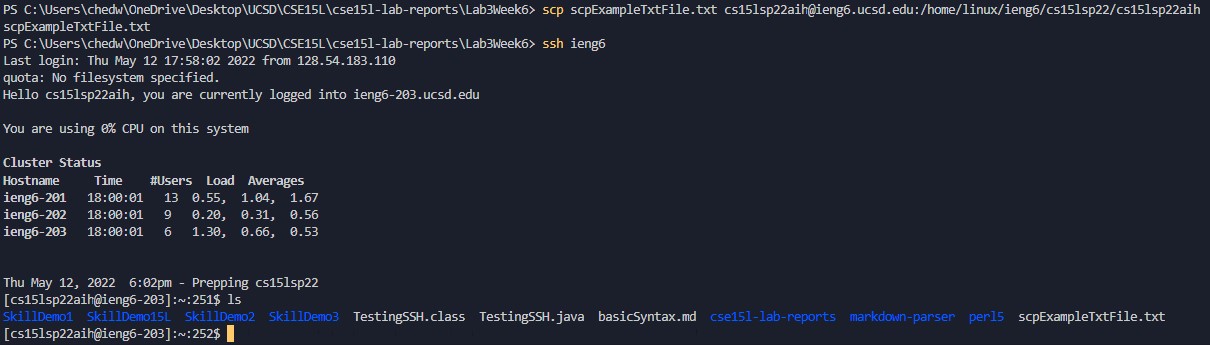 PS C:\Users\chedw\OneDrive\Desktop\UCSD\CSE15L\cse15l-lab-reports\Lab3Week6> scp scpExampleTxtFile.txt cs15lsp22aih@ieng6.ucsd.edu:/home/linux/ieng6/cs15lsp22/cs15lsp22aih
scpExampleTxtFile.txt
PS C:\Users\chedw\OneDrive\Desktop\UCSD\CSE15L\cse15l-lab-reports\Lab3Week6> ssh ieng6
Last login: Thu May 12 17:58:02 2022 from 128.54.183.110
quota: No filesystem specified.
Hello cs15lsp22aih, you are currently logged into ieng6-203.ucsd.edu
You are using 0% CPU on this system
Cluster Status
Hostname     Time    #Users  Load  Averages
ieng6-201   18:00:01   13  0.55,  1.04,  1.67
ieng6-202   18:00:01   9   0.20,  0.31,  0.56
ieng6-203   18:00:01   6   1.30,  0.66,  0.53
Thu May 12, 2022  6:02pm - Prepping cs15lsp22
[cs15lsp22aih@ieng6-203]:~:251$ ls
SkillDemo1  SkillDemo15L  SkillDemo2  SkillDemo3  TestingSSH.class  TestingSSH.java  basicSyntax.md  cse15l-lab-reports  markdown-parser  perl5  scpExampleTxtFile.txt
[cs15lsp22aih@ieng6-203]:~:252$